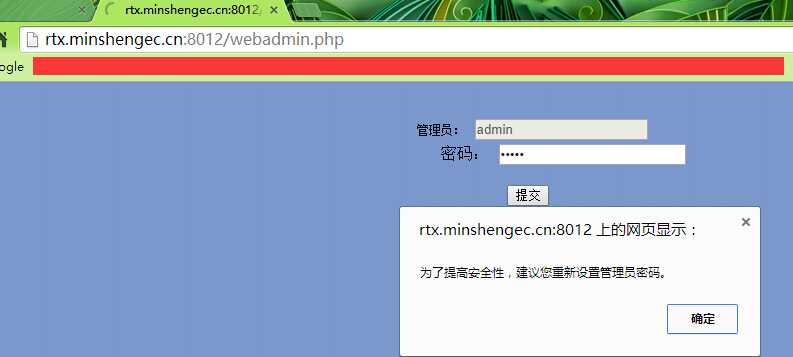 rtx.minshengec.cn:8012/
rtx.minshengec.cn:8012/webadmin.php
ogle
管理员： admin
密码： •••••
提交
rtx.minshengec.cn:8012 上的网页显示：
为了提高安全性，建议您重新设置管理员密码。
确定